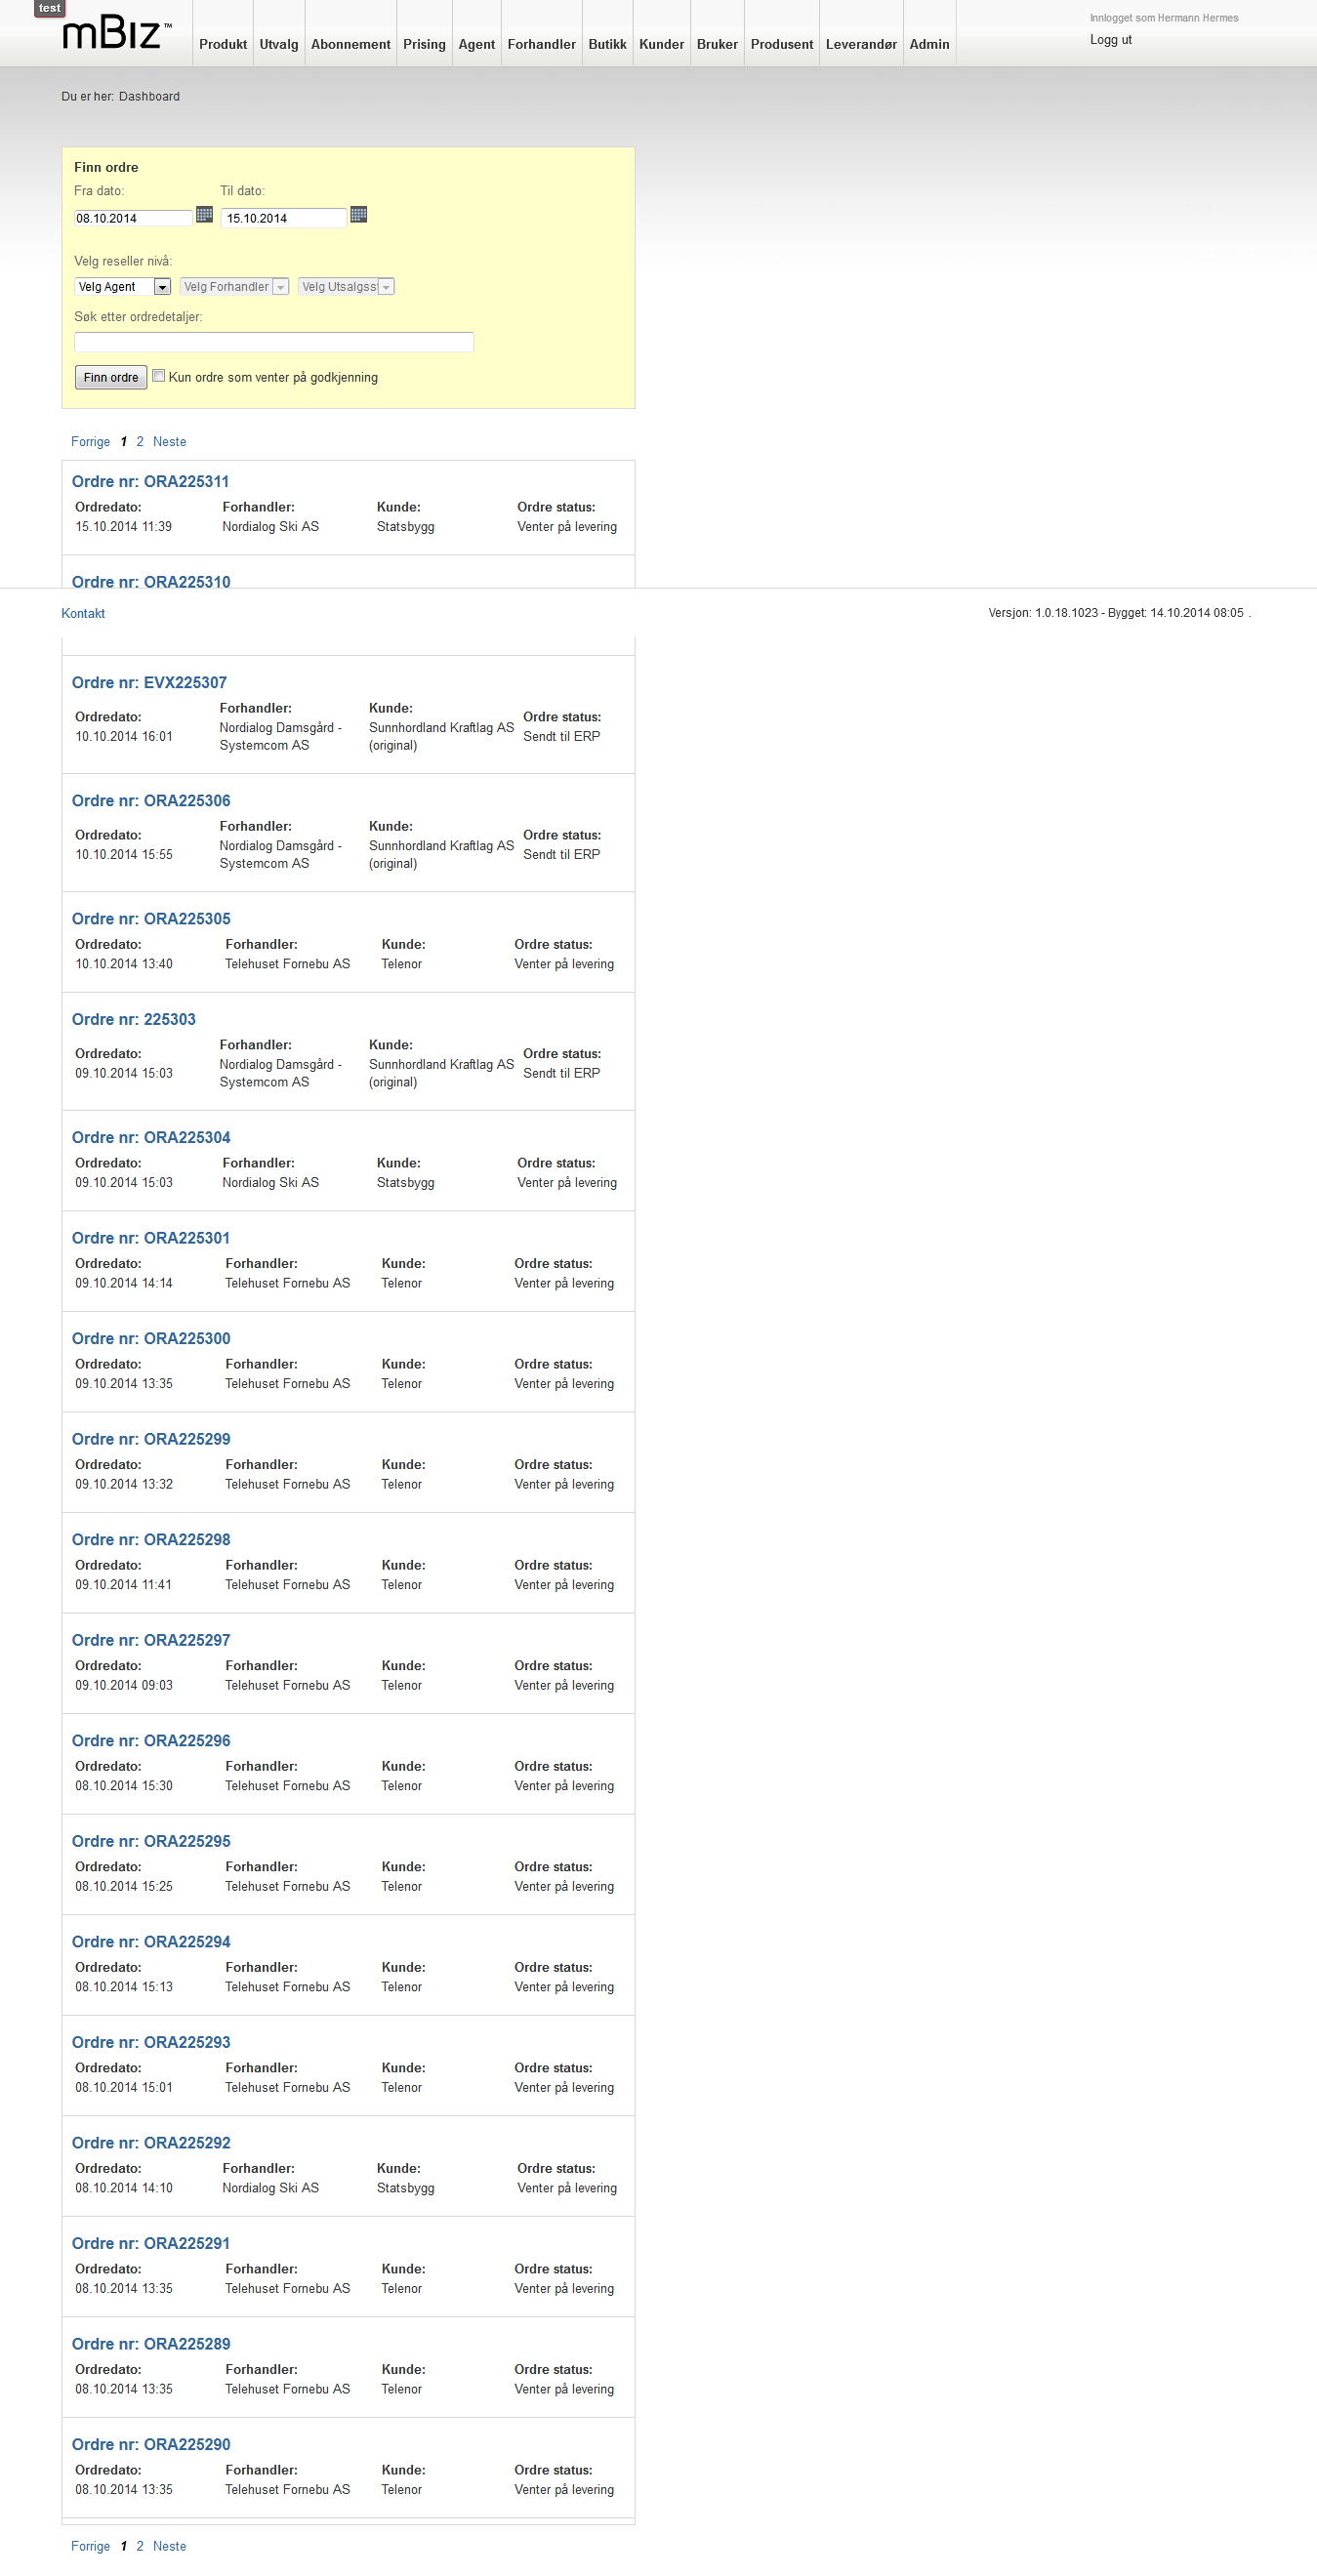 test
mBiz™
Produkt Utvalg Abonnement Prising Agent Forhandler Butikk Kunder Bruker Produsent Leverandør Admin
Innlogget som Hermann Hermes
Logg ut
Du er her: Dashboard
Finn ordre
Fra dato: Til dato:
08.10.2014 15.10.2014
Velg reseller nivå:
Velg Agent Velg Forhandler Velg Utsalgss
Søk etter ordredetaljer:
Finn ordre Kun ordre som venter på godkjenning
Forrige 1 2 Neste
Ordre nr: ORA225311
Ordredato: Forhandler: Kunde: Ordre status:
15.10.2014 11:39 Nordialog Ski AS Statsbygg Venter på levering
Ordre nr: ORA225310
Kontakt Versjon: 1.0.18.1023 - Bygget: 14.10.2014 08:05 .
Ordre nr: EVX225307
Ordredato: Forhandler: Kunde: Ordre status:
10.10.2014 16:01 Nordialog Damsgård - Sunnhordland Kraftlag AS Sendt til ERP
Systemcom AS (original)
Ordre nr: ORA225306
Ordredato: Forhandler: Kunde: Ordre status:
10.10.2014 15:55 Nordialog Damsgård - Sunnhordland Kraftlag AS Sendt til ERP
Systemcom AS (original)
Ordre nr: ORA225305
Ordredato: Forhandler: Kunde: Ordre status:
10.10.2014 13:40 Telehuset Fornebu AS Telenor Venter på levering
Ordre nr: 225303
Ordredato: Forhandler: Kunde: Ordre status:
09.10.2014 15:03 Nordialog Damsgård - Sunnhordland Kraftlag AS Sendt til ERP
Systemcom AS (original)
Ordre nr: ORA225304
Ordredato: Forhandler: Kunde: Ordre status:
09.10.2014 15:03 Nordialog Ski AS Statsbygg Venter på levering
Ordre nr: ORA225301
Ordredato: Forhandler: Kunde: Ordre status:
09.10.2014 14:14 Telehuset Fornebu AS Telenor Venter på levering
Ordre nr: ORA225300
Ordredato: Forhandler: Kunde: Ordre status:
09.10.2014 13:35 Telehuset Fornebu AS Telenor Venter på levering
Ordre nr: ORA225299
Ordredato: Forhandler: Kunde: Ordre status:
09.10.2014 13:32 Telehuset Fornebu AS Telenor Venter på levering
Ordre nr: ORA225298
Ordredato: Forhandler: Kunde: Ordre status:
09.10.2014 11:41 Telehuset Fornebu AS Telenor Venter på levering
Ordre nr: ORA225297
Ordredato: Forhandler: Kunde: Ordre status:
09.10.2014 09:03 Telehuset Fornebu AS Telenor Venter på levering
Ordre nr: ORA225296
Ordredato: Forhandler: Kunde: Ordre status:
08.10.2014 15:30 Telehuset Fornebu AS Telenor Venter på levering
Ordre nr: ORA225295
Ordredato: Forhandler: Kunde: Ordre status:
08.10.2014 15:25 Telehuset Fornebu AS Telenor Venter på levering
Ordre nr: ORA225294
Ordredato: Forhandler: Kunde: Ordre status:
08.10.2014 15:13 Telehuset Fornebu AS Telenor Venter på levering
Ordre nr: ORA225293
Ordredato: Forhandler: Kunde: Ordre status:
08.10.2014 15:01 Telehuset Fornebu AS Telenor Venter på levering
Ordre nr: ORA225292
Ordredato: Forhandler: Kunde: Ordre status:
08.10.2014 14:10 Nordialog Ski AS Statsbygg Venter på levering
Ordre nr: ORA225291
Ordredato: Forhandler: Kunde: Ordre status:
08.10.2014 13:35 Telehuset Fornebu AS Telenor Venter på levering
Ordre nr: ORA225289
Ordredato: Forhandler: Kunde: Ordre status:
08.10.2014 13:35 Telehuset Fornebu AS Telenor Venter på levering
Ordre nr: ORA225290
Ordredato: Forhandler: Kunde: Ordre status:
08.10.2014 13:35 Telehuset Fornebu AS Telenor Venter på levering
Forrige 1 2 Neste